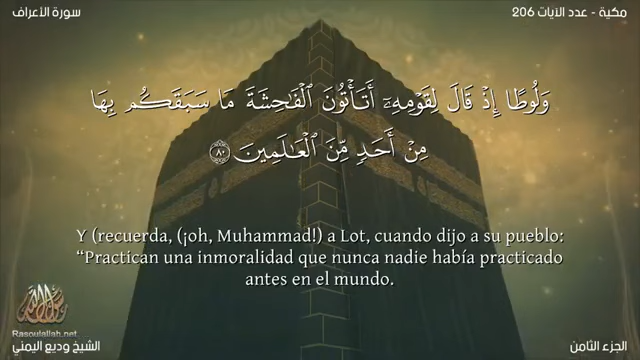 سورة الأعراف
مكية - عدد الآيات 206
وَلُوطًا إِذْ قَالَ لِقَوْمِهِۦٓ أَتَأْتُونَ ٱلْفَٰحِشَةَ مَا سَبَقَكُم بِهَا
مِنْ أَحَدٍ مِّنَ ٱلْعَٰلَمِينَ ٨٠
Y (recuerda, (¡oh, Muhammad!) a Lot, cuando dijo a su pueblo:
“Practican una inmoralidad que nunca nadie había practicado
antes en el mundo.
Rasoulallah.net
الشيخ وديع اليمني
الجزء الثامن